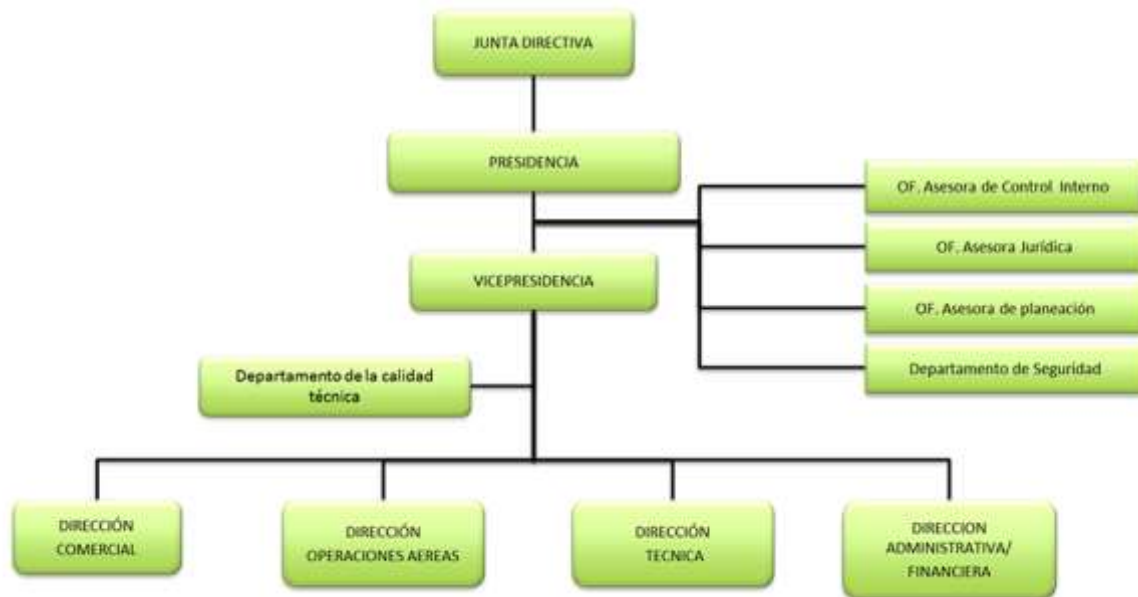 JUNTA DIRECTIVA
PRESIDENCIA
OF. Asesora de Control Interno
OF. Asesora Jurídica
VICEPRESIDENCIA
OF. Asesora de planeación
Departamento de Seguridad
Departamento de la calidad
técnica
DIRECCIÓN
COMERCIAL
DIRECCIÓN
OPERACIONES AEREAS
DIRECCIÓN
TECNICA
DIRECCION
ADMINISTRATIVA/
FINANCIERA